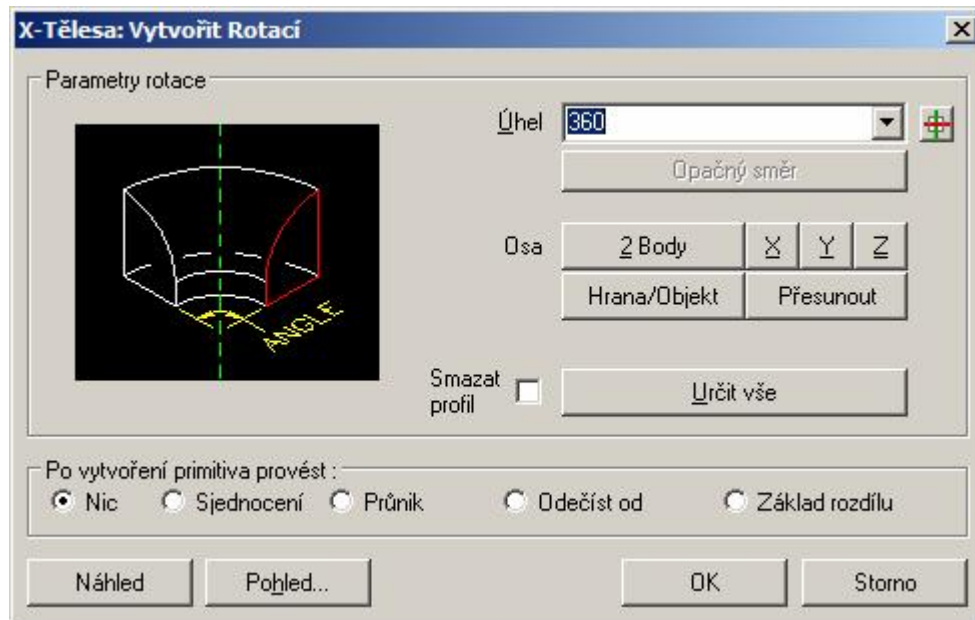 X-Tělesa: Vytvořit Rotací
Parametry rotace
Úhel 360
Opačný směr
Osa 2 Body X Y Z
Hrana/Objekt Přesunout
ANGLE
Smazat profil Určit vše
Po vytvoření primitiva provést :
Nic Sjednocení Průnik Odečíst od Základ rozdílu
Náhled Pohled... OK Storno